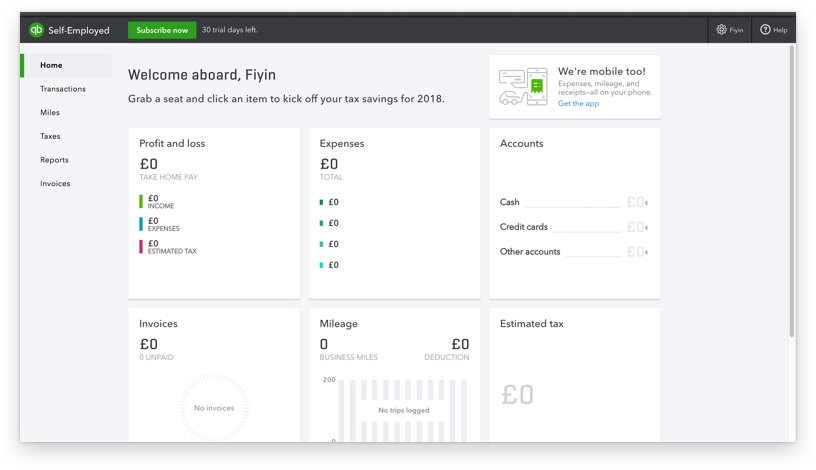 qb Self-Employed
Subscribe now
30 trial days left.
Fiyin
Help
Home
Transactions
Miles
Taxes
Reports
Invoices
Welcome aboard, Fiyin
Grab a seat and click an item to kick off your tax savings for 2018.
We're mobile too!
Expenses, mileage, and
receipts–all on your phone.
Get the app
Profit and loss
£0
TAKE HOME PAY
£0
INCOME
£0
EXPENSES
£0
ESTIMATED TAX
Expenses
£0
TOTAL
£0
£0
£0
£0
Accounts
Cash £0
Credit cards £0
Other accounts £0
Invoices
£0
0 UNPAID
No invoices
Mileage
0 £0
BUSINESS MILES DEDUCTION
200
No trips logged
0
Estimated tax
£0